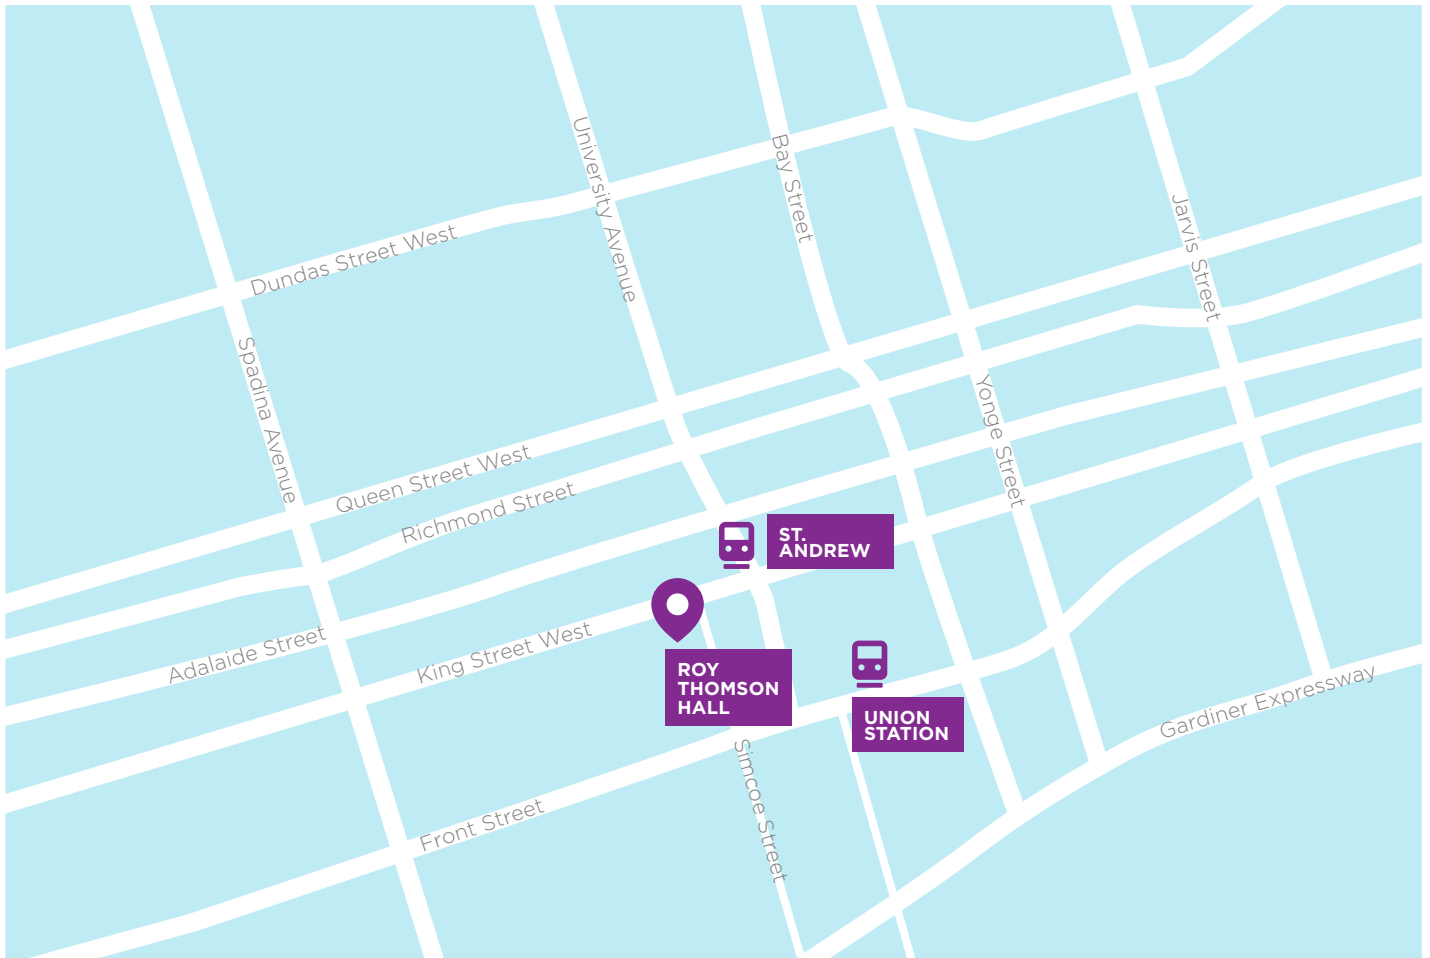 University Avenue
Bay Street
Jarvis Street
Dundas Street West
Spadina Avenue
Yonge Street
Queen Street West
Richmond Street
ST.
ANDREW
Adalaide Street
King Street West
ROY
THOMSON
HALL
UNION
STATION
Gardiner Expressway
Simcoe Street
Front Street